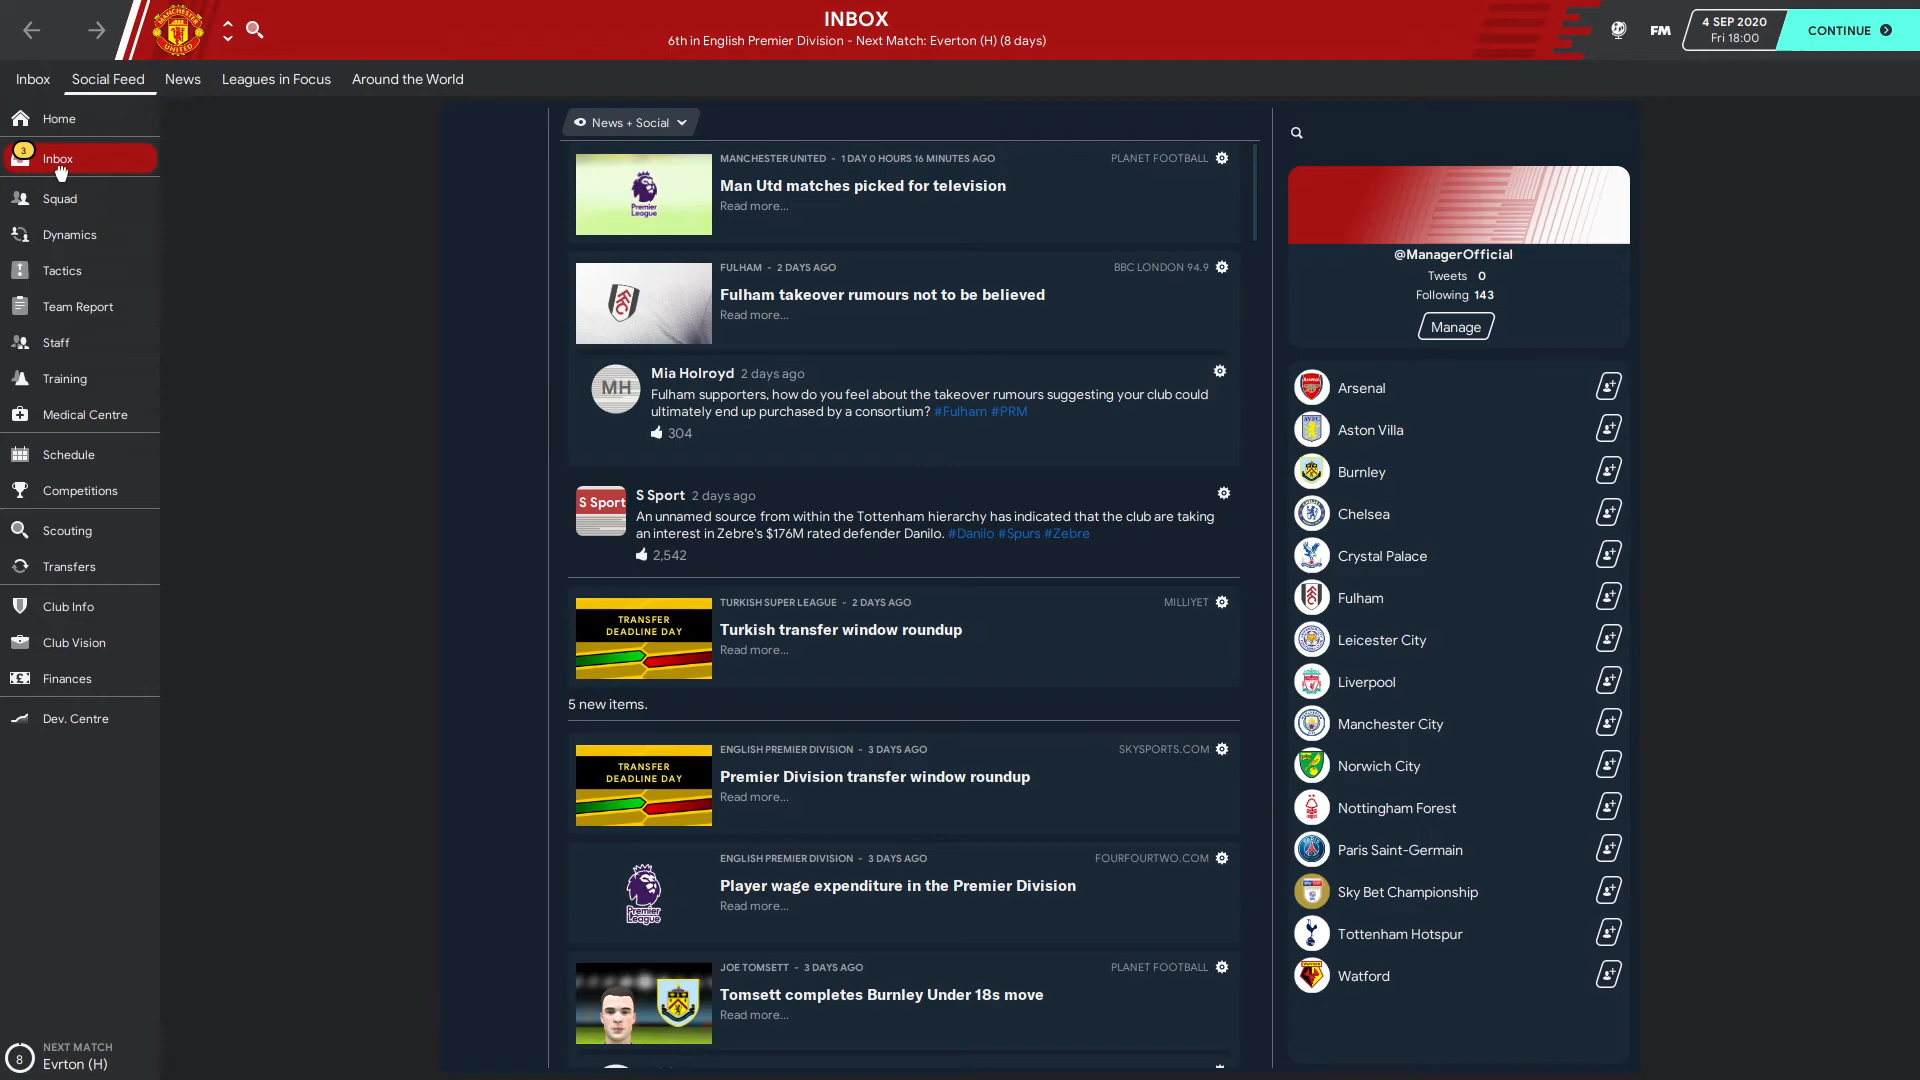 INBOX
6th in English Premier Division - Next Match: Everton (H) (8 days)
FM
4 SEP 2020
Fri 18:00
CONTINUE
Inbox
Social Feed
News
Leagues in Focus
Around the World
Home
3
Inbox
Squad
Dynamics
Tactics
Team Report
Staff
Training
Medical Centre
Schedule
Competitions
Scouting
Transfers
Club Info
Club Vision
Finances
Dev. Centre
8
NEXT MATCH
Evrton (H)
News + Social
MANCHESTER UNITED - 1 DAY 0 HOURS 16 MINUTES AGO
PLANET FOOTBALL
Man Utd matches picked for television
Read more...
Premier
League
FULHAM - 2 DAYS AGO
BBC LONDON 94.9
Fulham takeover rumours not to be believed
Read more...
MH
Mia Holroyd 2 days ago
Fulham supporters, how do you feel about the takeover rumours suggesting your club could
ultimately end up purchased by a consortium? #Fulham #PRM
304
S Sport
S Sport 2 days ago
An unnamed source from within the Tottenham hierarchy has indicated that the club are taking
an interest in Zebre's $176M rated defender Danilo. #Danilo #Spurs #Zebre
2,542
TRANSFER
DEADLINE DAY
TURKISH SUPER LEAGUE - 2 DAYS AGO
MILLIYET
Turkish transfer window roundup
Read more...
5 new items.
TRANSFER
DEADLINE DAY
ENGLISH PREMIER DIVISION - 3 DAYS AGO
SKYSPORTS.COM
Premier Division transfer window roundup
Read more...
Premier
League
ENGLISH PREMIER DIVISION - 3 DAYS AGO
FOURFOURTWO.COM
Player wage expenditure in the Premier Division
Read more...
JOE TOMSETT - 3 DAYS AGO
PLANET FOOTBALL
Tomsett completes Burnley Under 18s move
Read more...
@ManagerOfficial
Tweets 0
Following 143
Manage
Arsenal
Aston Villa
Burnley
Chelsea
Crystal Palace
Fulham
Leicester City
Liverpool
Manchester City
Norwich City
Nottingham Forest
Paris Saint-Germain
Sky Bet Championship
Tottenham Hotspur
Watford